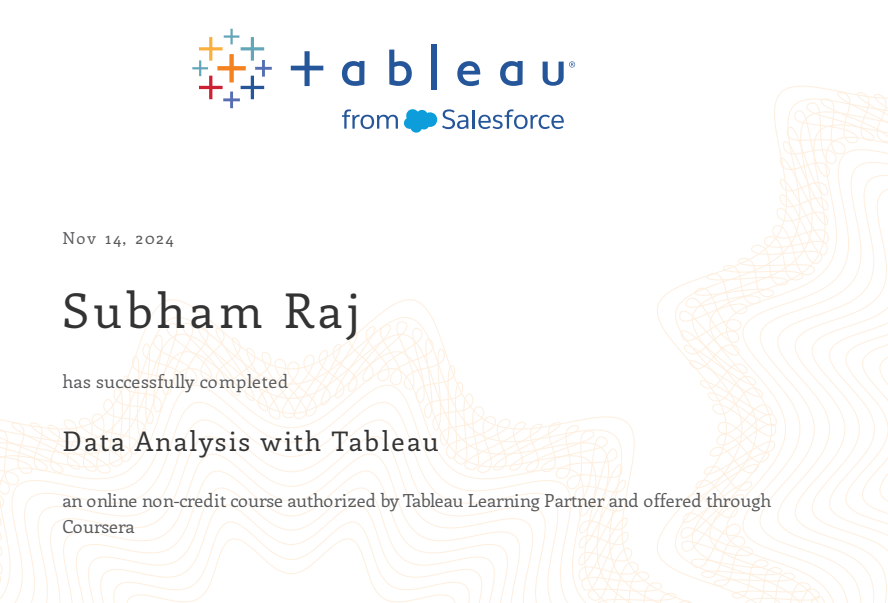 +ableau®
from Salesforce
Nov 14, 2024
Subham Raj
has successfully completed
Data Analysis with Tableau
an online non-credit course authorized by Tableau Learning Partner and offered through
Coursera